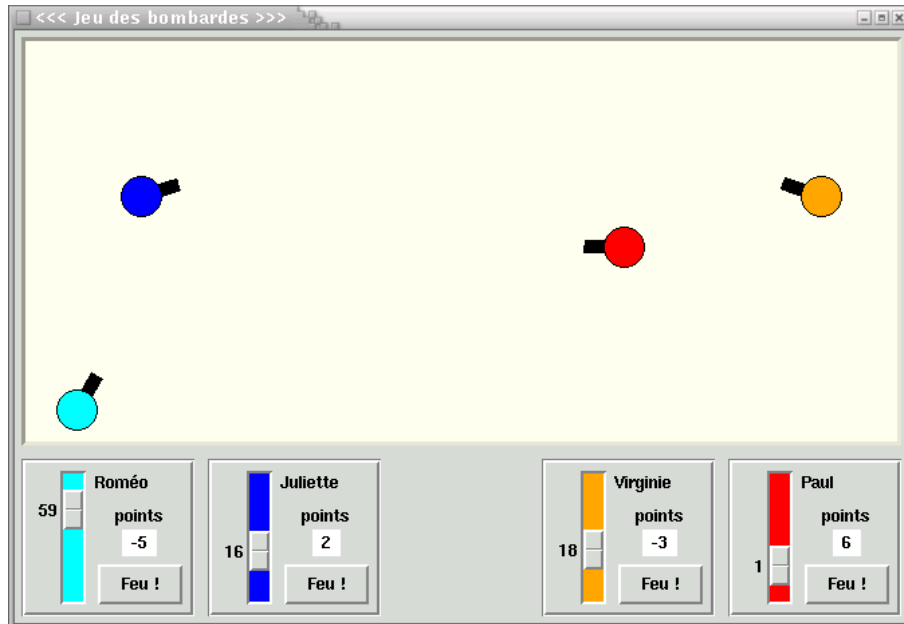 <<< Jeu des bombardes >>>
Roméo
59
points
-5
Feu !
Juliette
16
points
2
Feu !
Virginie
18
points
-3
Feu !
Paul
1
points
6
Feu !